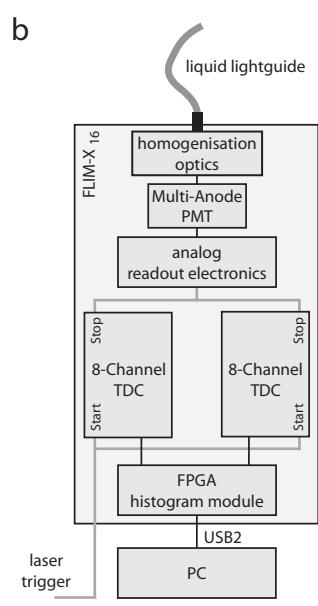 b
liquid lightguide
FLIM-X 16
homogenisation
optics
Multi-Anode
PMT
analog
readout electronics
Stop
Stop
8-Channel
TDC
8-Channel
TDC
Start
Start
FPGA
histogram module
USB2
laser
trigger
PC